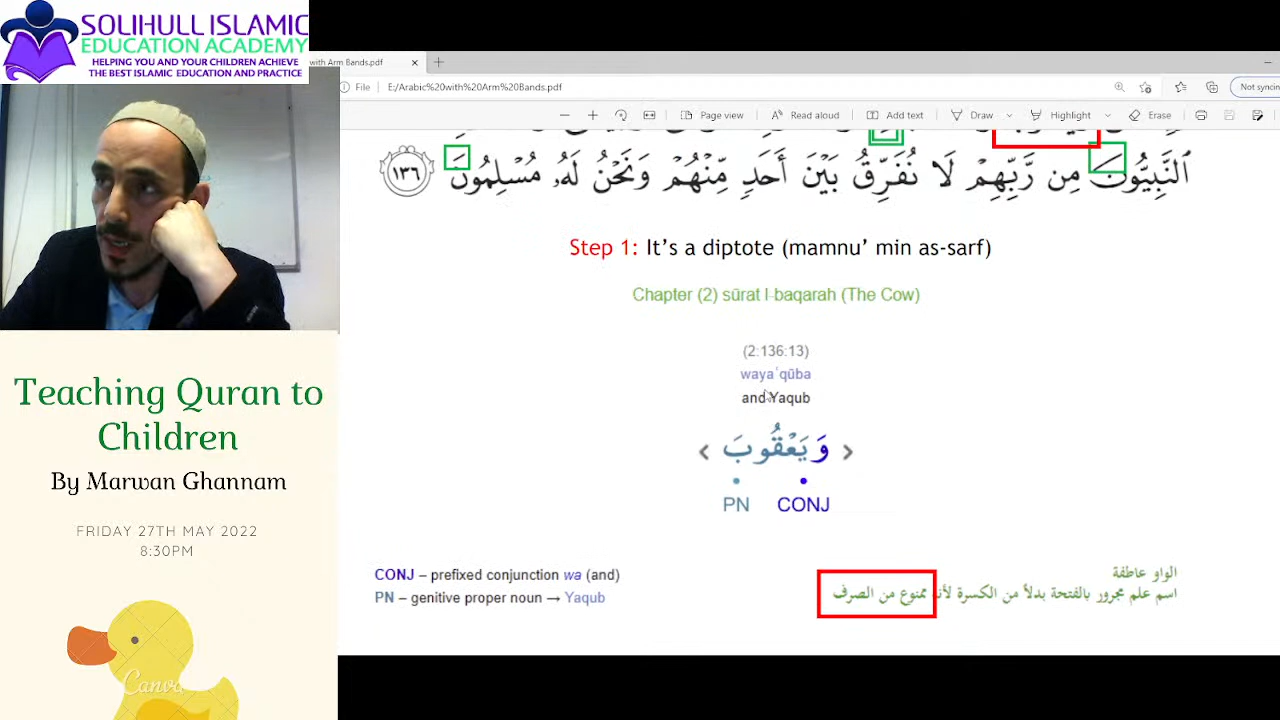 SOLIHULL ISLAMIC
EDUCATION ACADEMY
HELPING YOU AND YOUR CHILDREN ACHIEVE
THE BEST ISLAMIC EDUCATION AND PRACTICE
with Arm Bands.pdf
File E:/Arabic%20with%20Arm%20Bands.pdf
Not syncin
Page view Read aloud Add text Draw Highlight Erase
ٱلنَّبِيُّونَ مِن رَّبِّهِمْ لَا نُفَرِّقُ بَيْنَ أَحَدٍ مِّنْهُمْ وَنَحْنُ لَهُۥ مُسْلِمُونَ ١٣٦
Step 1: It’s a diptote (mamnu’ min as-sarf)
Chapter (2) sūrat l-baqarah (The Cow)
(2:136:13)
wayaʿqūba
and Yaqub
وَيَعْقُوبَ
PN CONJ
CONJ – prefixed conjunction wa (and)
PN – genitive proper noun → Yaqub
الواو عاطفة
اسم علم مجرور بالفتحة بدلاً من الكسرة لأنه ممنوع من الصرف
Teaching Quran to
Children
By Marwan Ghannam
FRIDAY 27TH MAY 2022
8:30PM
Canva